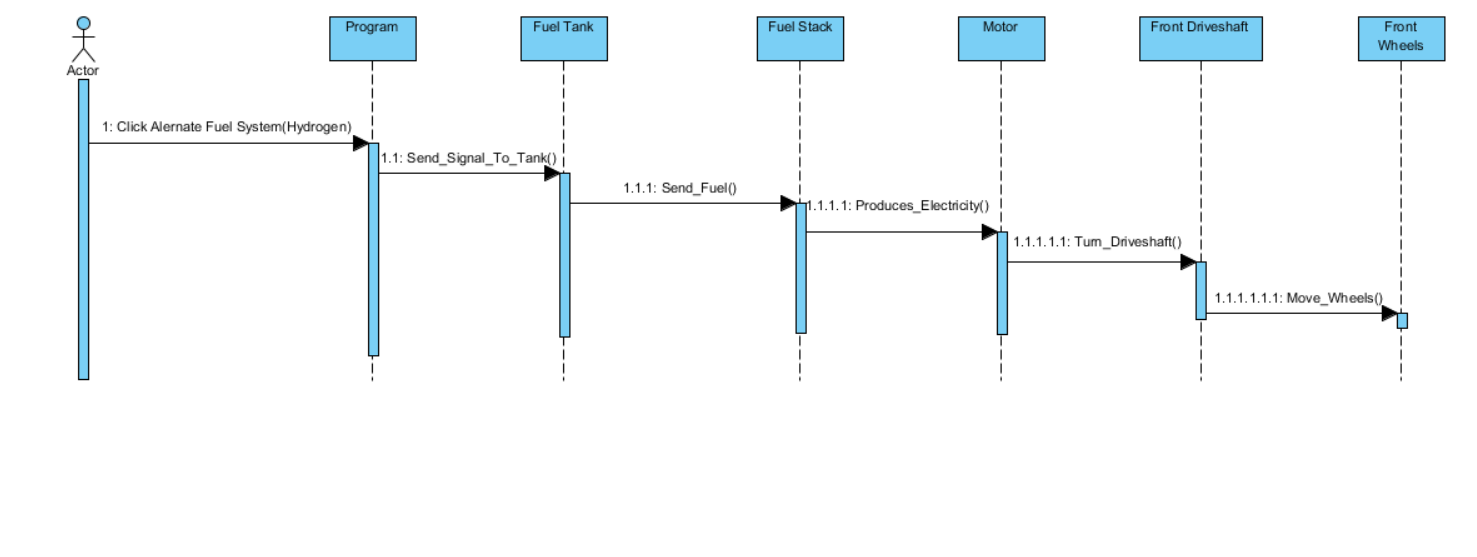 Actor
Program
Fuel Tank
Fuel Stack
Motor
Front Driveshaft
Front
Wheels
1: Click Alernate Fuel System(Hydrogen)
1.1: Send_Signal_To_Tank()
1.1.1: Send_Fuel()
1.1.1.1: Produces_Electricity()
1.1.1.1.1: Turn_Driveshaft()
1.1.1.1.1.1: Move_Wheels()